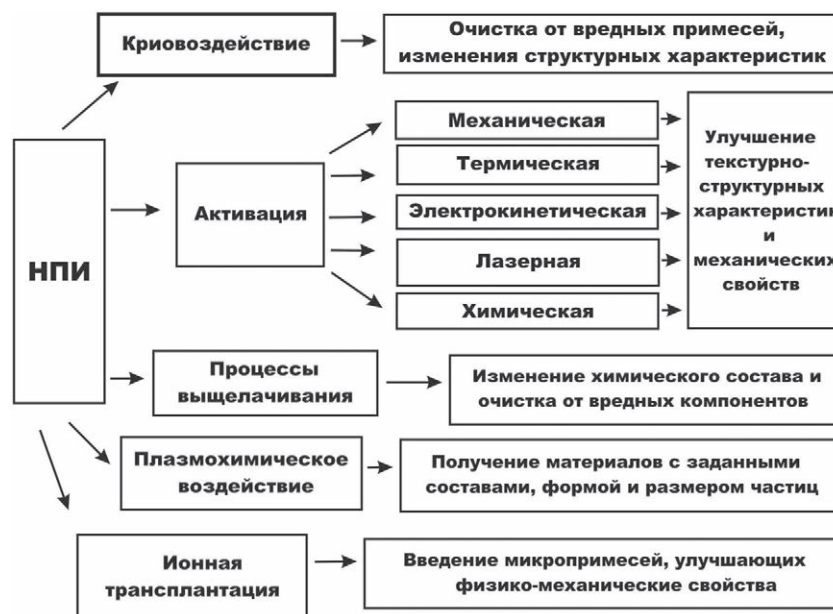 Криовоздействие
Очистка от вредных примесей,
изменения структурных характеристик
НПИ
Активация
Механическая
Термическая
Электрокинетическая
Лазерная
Химическая
Улучшение
текстурно-
структурных
характеристик
и
механических
свойств
Процессы
выщелачивания
Изменение химического состава и
очистка от вредных компонентов
Плазмохимическое
воздействие
Получение материалов с заданными
составами, формой и размером частиц
Ионная
трансплантация
Введение микропримесей, улучшающих
физико-механические свойства